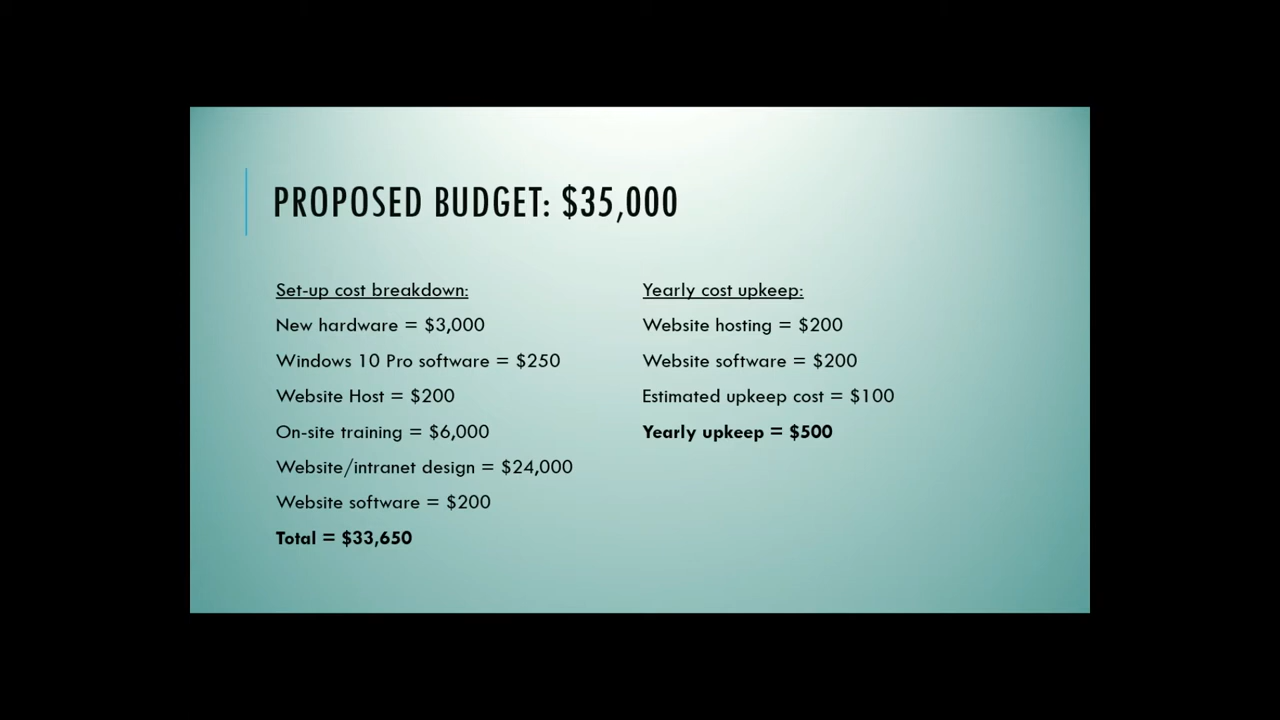 PROPOSED BUDGET: $35,000
Set-up cost breakdown:
New hardware = $3,000
Windows 10 Pro software = $250
Website Host = $200
On-site training = $6,000
Website/intranet design = $24,000
Website software = $200
Total = $33,650
Yearly cost upkeep:
Website hosting = $200
Website software = $200
Estimated upkeep cost = $100
Yearly upkeep = $500